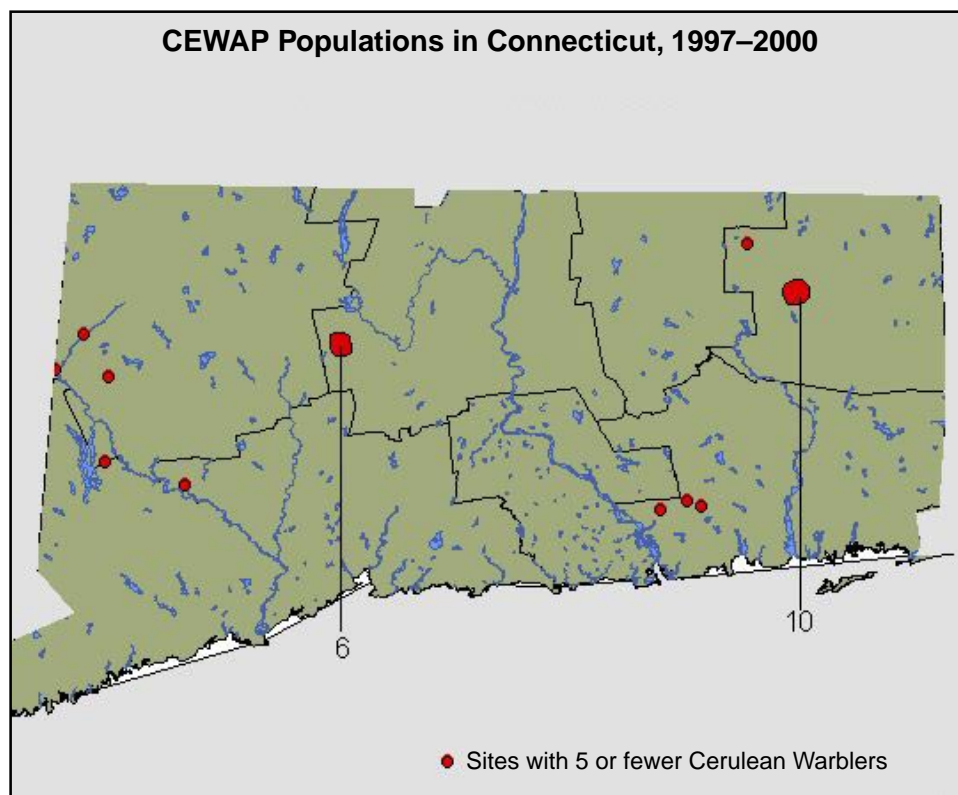 CEWAP Populations in Connecticut, 1997–2000
6
10
Sites with 5 or fewer Cerulean Warblers